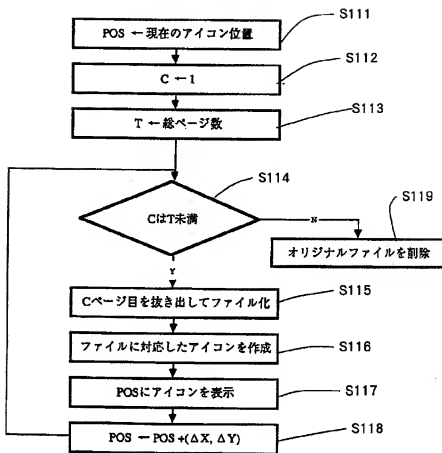 S111
POS ← 現在のアイコン位置
S112
C ← 1
S113
T ← 総ページ数
S114
CはT未満
N
S119
オリジナルファイルを削除
Y
S115
Cページ目を抜き出してファイル化
S116
ファイルに対応したアイコンを作成
S117
POSにアイコンを表示
S118
POS ← POS+(ΔX, ΔY)